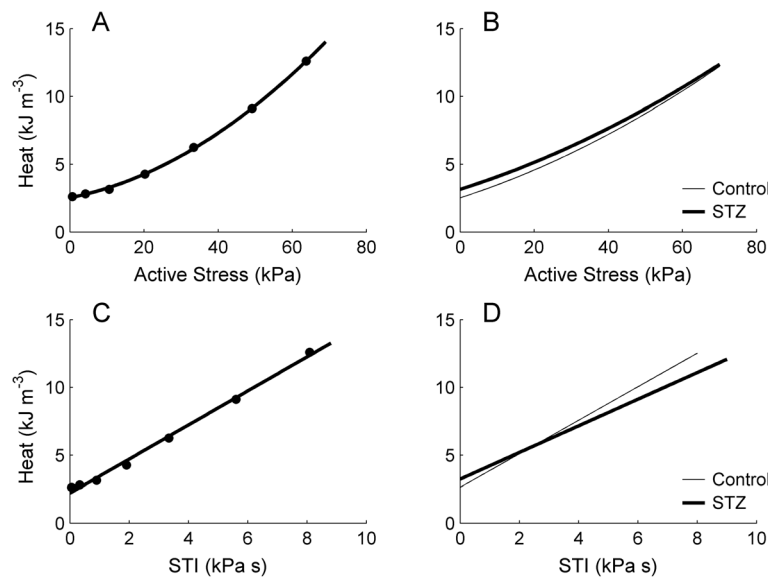 A
15
10
5
0
Heat (kJ m⁻³)
0 20 40 60 80
Active Stress (kPa)
B
15
10
5
0
Control
STZ
0 20 40 60 80
Active Stress (kPa)
C
15
10
5
0
Heat (kJ m⁻³)
0 2 4 6 8 10
STI (kPa s)
D
15
10
5
0
Control
STZ
0 2 4 6 8 10
STI (kPa s)